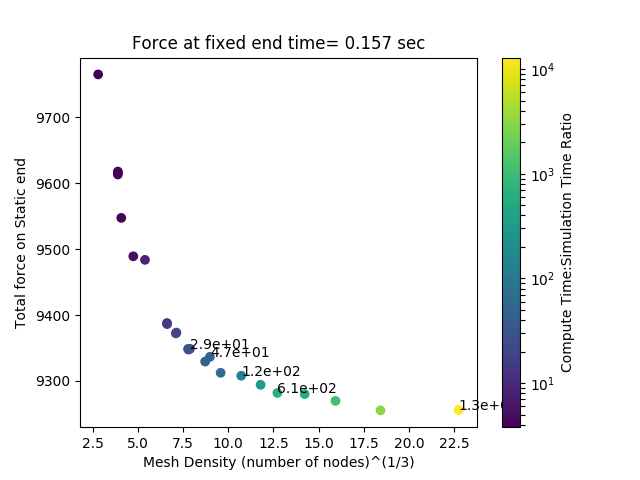 Force at fixed end time= 0.157 sec
Total force on Static end
9700
9600
9500
9400
9300
2.9e+01
4.7e+01
1.2e+02
6.1e+02
1.3e+0
2.5 5.0 7.5 10.0 12.5 15.0 17.5 20.0 22.5
Mesh Density (number of nodes)^(1/3)
10^4
10^3
10^2
10^1
Compute Time:Simulation Time Ratio